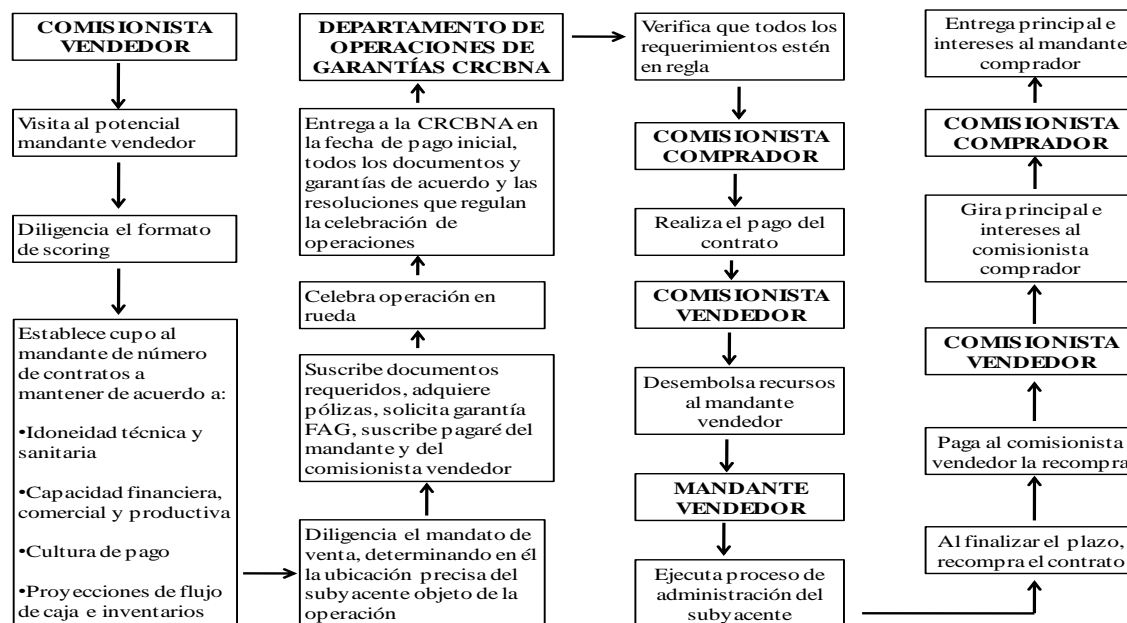 COMISIONISTA
VENDEDOR
Visita al potencial
mandante vendedor
Diligencia el formato
de scoring
Establece cupo al
mandante de número
de contratos a
mantener de acuerdo a:
•Idoneidad técnica y
sanitaria
•Capacidad financiera,
comercial y productiva
•Cultura de pago
•Proyecciones de flujo
de caja e inventarios
Diligencia el mandato de
venta, determinando en él
la ubicación precisa del
subyacente objeto de la
operación
Suscribe documentos
requeridos, adquiere
pólizas, solicita garantía
FAG, suscribe pagaré del
mandante y del
comisionista vendedor
Celebra operación en
rueda
Entrega a la CRCBNA en
la fecha de pago inicial,
todos los documentos y
garantías de acuerdo y las
resoluciones que regulan
la celebración de
operaciones
DEPARTAMENTO DE
OPERACIONES DE
GARANTÍAS CRCBNA
Verifica que todos los
requerimientos estén
en regla
COMISIONISTA
COMPRADOR
Realiza el pago del
contrato
COMISIONISTA
VENDEDOR
Desembolsa recursos
al mandante
vendedor
MANDANTE
VENDEDOR
Ejecuta proceso de
administración del
subyacente
Al finalizar el plazo,
recompra el contrato
Paga al comisionista
vendedor la recompra
COMISIONISTA
VENDEDOR
Gira principal e
intereses al
comisionista
comprador
COMISIONISTA
COMPRADOR
Entrega principal e
intereses al mandante
comprador